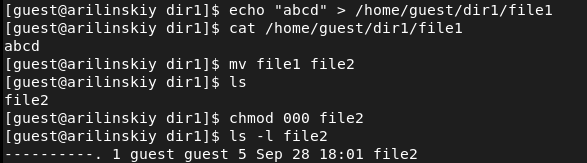 [guest@arilinskiy dir1]$ echo "abcd" > /home/guest/dir1/file1
[guest@arilinskiy dir1]$ cat /home/guest/dir1/file1
abcd
[guest@arilinskiy dir1]$ mv file1 file2
[guest@arilinskiy dir1]$ ls
file2
[guest@arilinskiy dir1]$ chmod 000 file2
[guest@arilinskiy dir1]$ ls -l file2
----------. 1 guest guest 5 Sep 28 18:01 file2